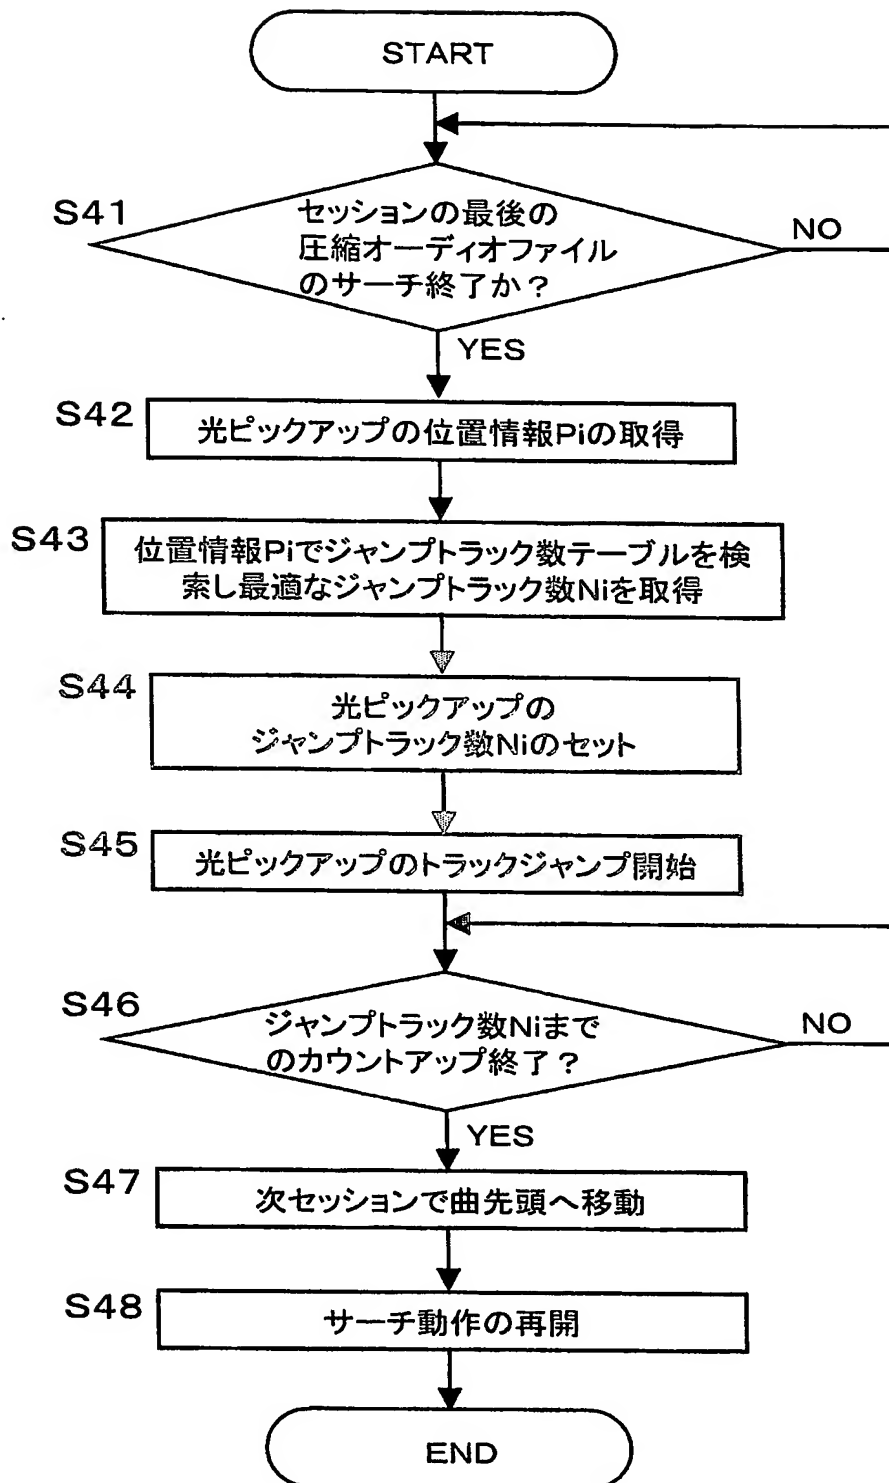 START
S41
セッションの最後の
圧縮オーディオファイル
のサーチ終了か?
NO
YES
S42
光ピックアップの位置情報Piの取得
S43
位置情報Piでジャンプトラック数テーブルを検
索し最適なジャンプトラック数Niを取得
S44
光ピックアップの
ジャンプトラック数Niのセット
S45
光ピックアップのトラックジャンプ開始
S46
ジャンプトラック数Niまで
のカウントアップ終了?
NO
YES
S47
次セッションで曲先頭へ移動
S48
サーチ動作の再開
END